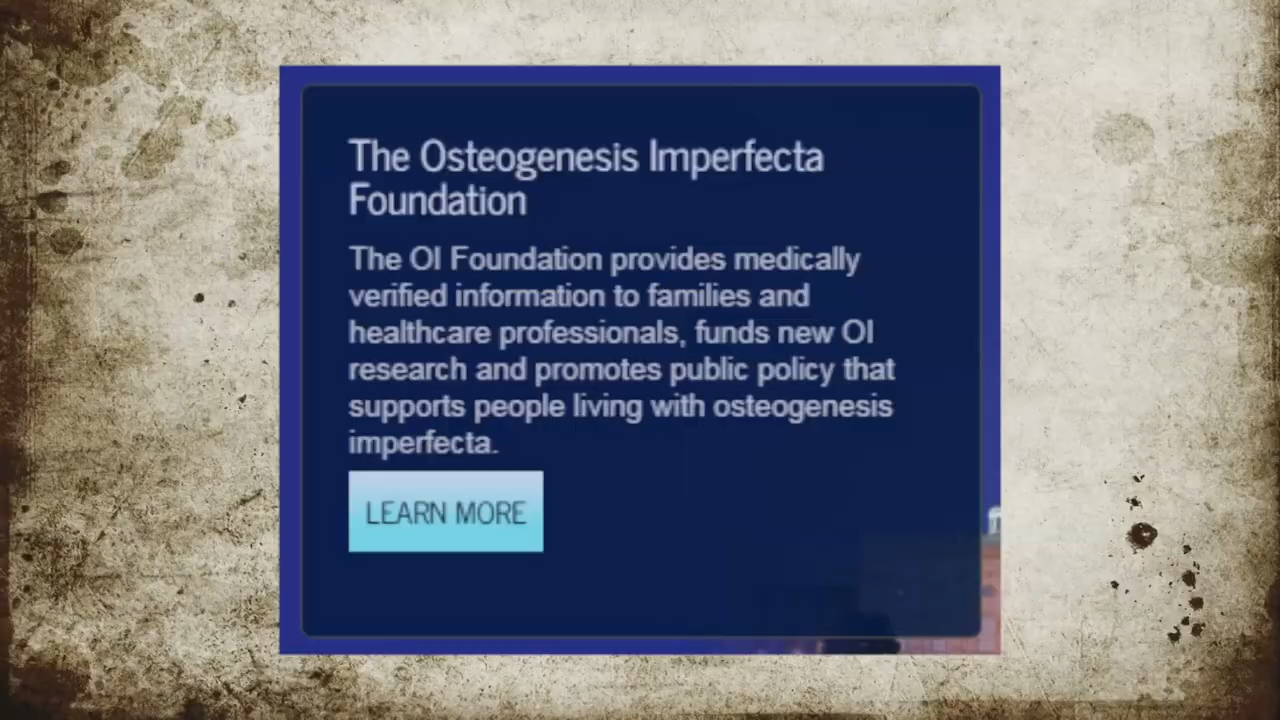 The Osteogenesis Imperfecta
Foundation
The OI Foundation provides medically
verified information to families and
healthcare professionals, funds new OI
research and promotes public policy that
supports people living with osteogenesis
imperfecta.
LEARN MORE